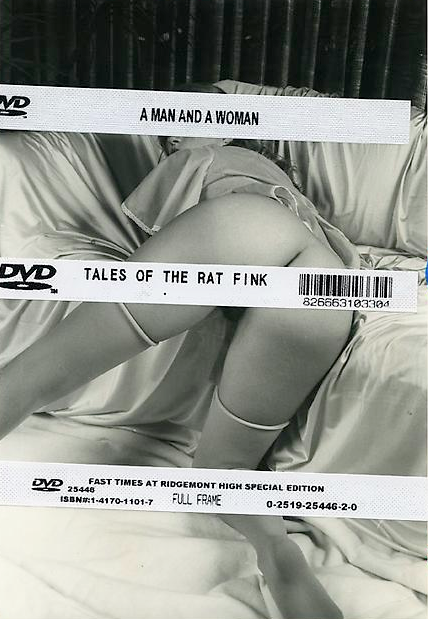 DVD
A MAN AND A WOMAN
DVD TM TALES OF THE RAT FINK
826663103304
DVD FAST TIMES AT RIDGEMONT HIGH SPECIAL EDITION
25446
ISBN#:1-4170-1101-7 FULL FRAME 0-2519-25446-2-0